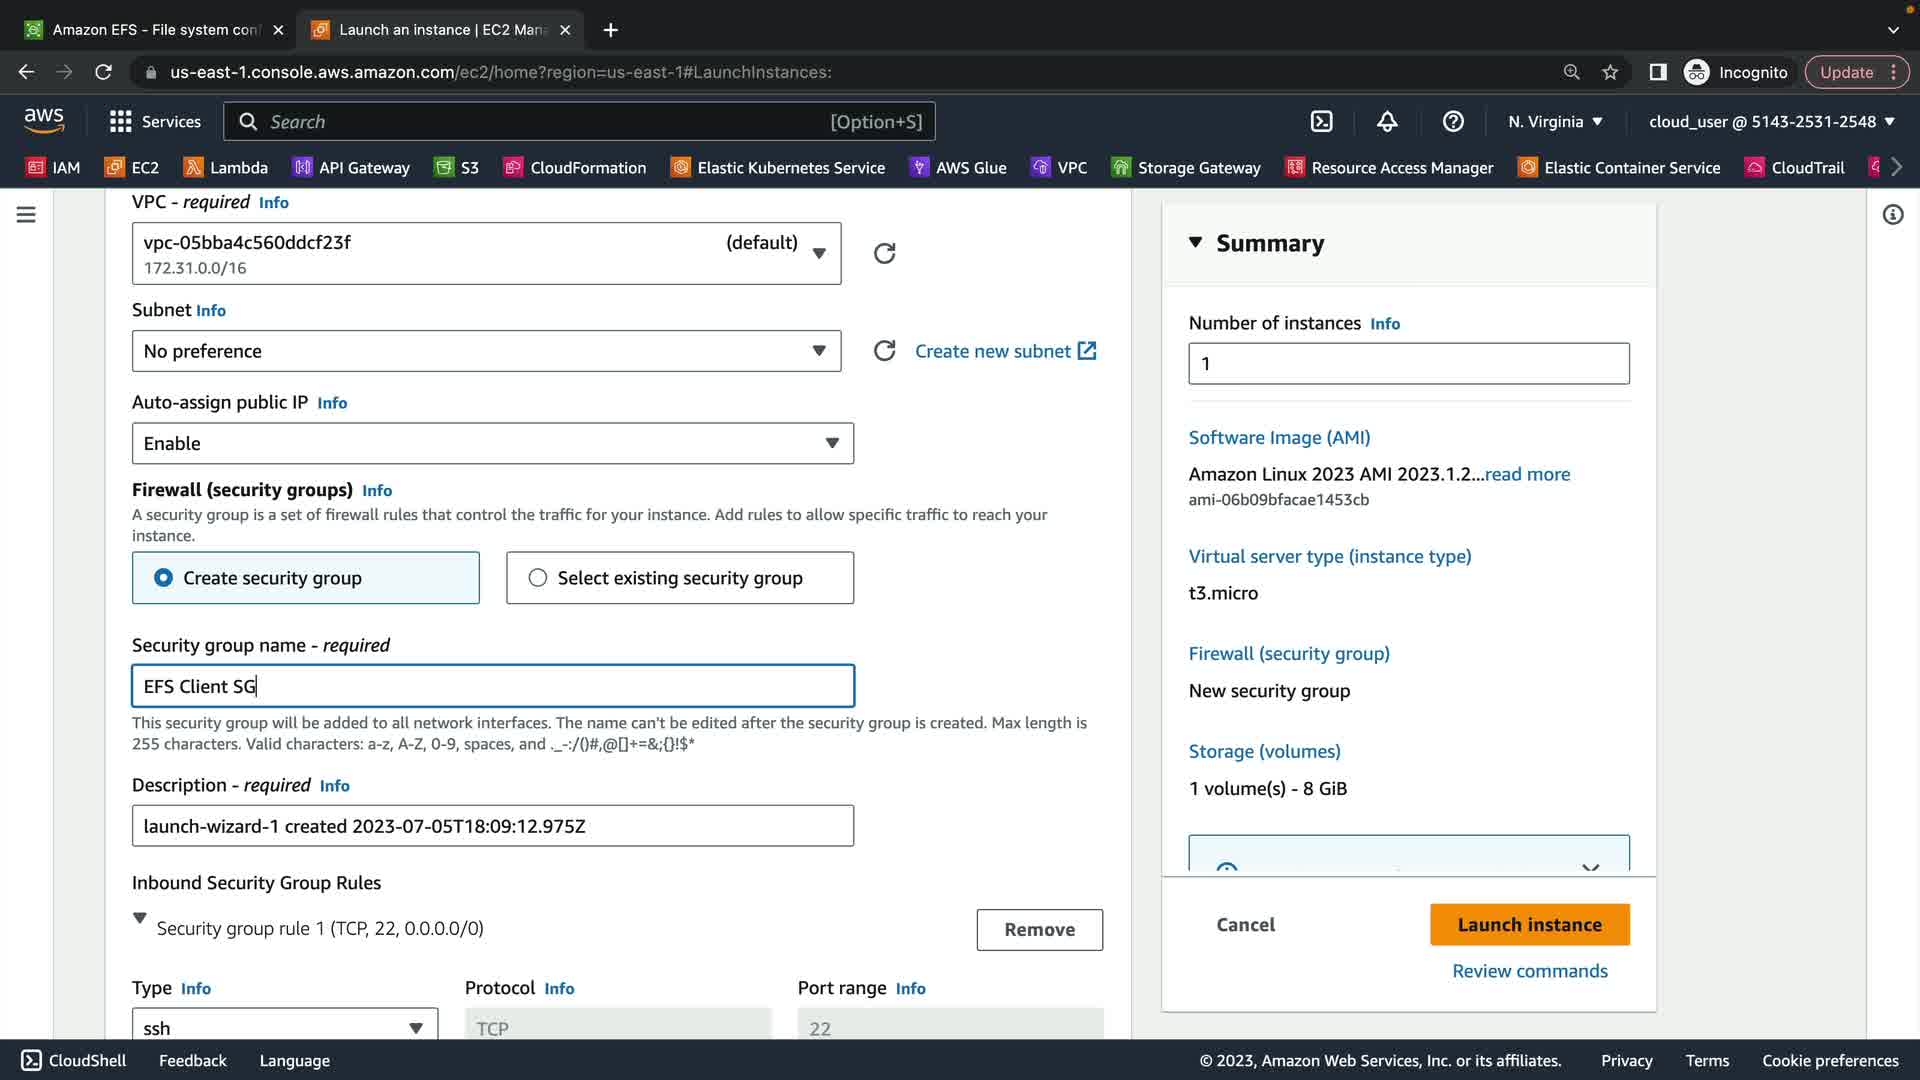 Amazon EFS - File system con
Launch an instance | EC2 Man
us-east-1.console.aws.amazon.com/ec2/home?region=us-east-1#LaunchInstances:
Incognito
Update
aws
Services
Search
[Option+S]
N. Virginia
cloud_user @ 5143-2531-2548
IAM
EC2
Lambda
API Gateway
S3
CloudFormation
Elastic Kubernetes Service
AWS Glue
VPC
Storage Gateway
Resource Access Manager
Elastic Container Service
CloudTrail
VPC - required Info
vpc-05bba4c560ddcf23f (default)
172.31.0.0/16
Subnet Info
No preference
Create new subnet
Auto-assign public IP Info
Enable
Firewall (security groups) Info
A security group is a set of firewall rules that control the traffic for your instance. Add rules to allow specific traffic to reach your
instance.
Create security group
Select existing security group
Security group name - required
EFS Client SG
This security group will be added to all network interfaces. The name can't be edited after the security group is created. Max length is
255 characters. Valid characters: a-z, A-Z, 0-9, spaces, and ._-:/()#,@[]+=&;{}!$*
Description - required Info
launch-wizard-1 created 2023-07-05T18:09:12.975Z
Inbound Security Group Rules
Security group rule 1 (TCP, 22, 0.0.0.0/0)
Remove
Type Info
Protocol Info
Port range Info
ssh
TCP
22
Summary
Number of instances Info
1
Software Image (AMI)
Amazon Linux 2023 AMI 2023.1.2...read more
ami-06b09bfacae1453cb
Virtual server type (instance type)
t3.micro
Firewall (security group)
New security group
Storage (volumes)
1 volume(s) - 8 GiB
Cancel
Launch instance
Review commands
CloudShell
Feedback
Language
© 2023, Amazon Web Services, Inc. or its affiliates.
Privacy
Terms
Cookie preferences